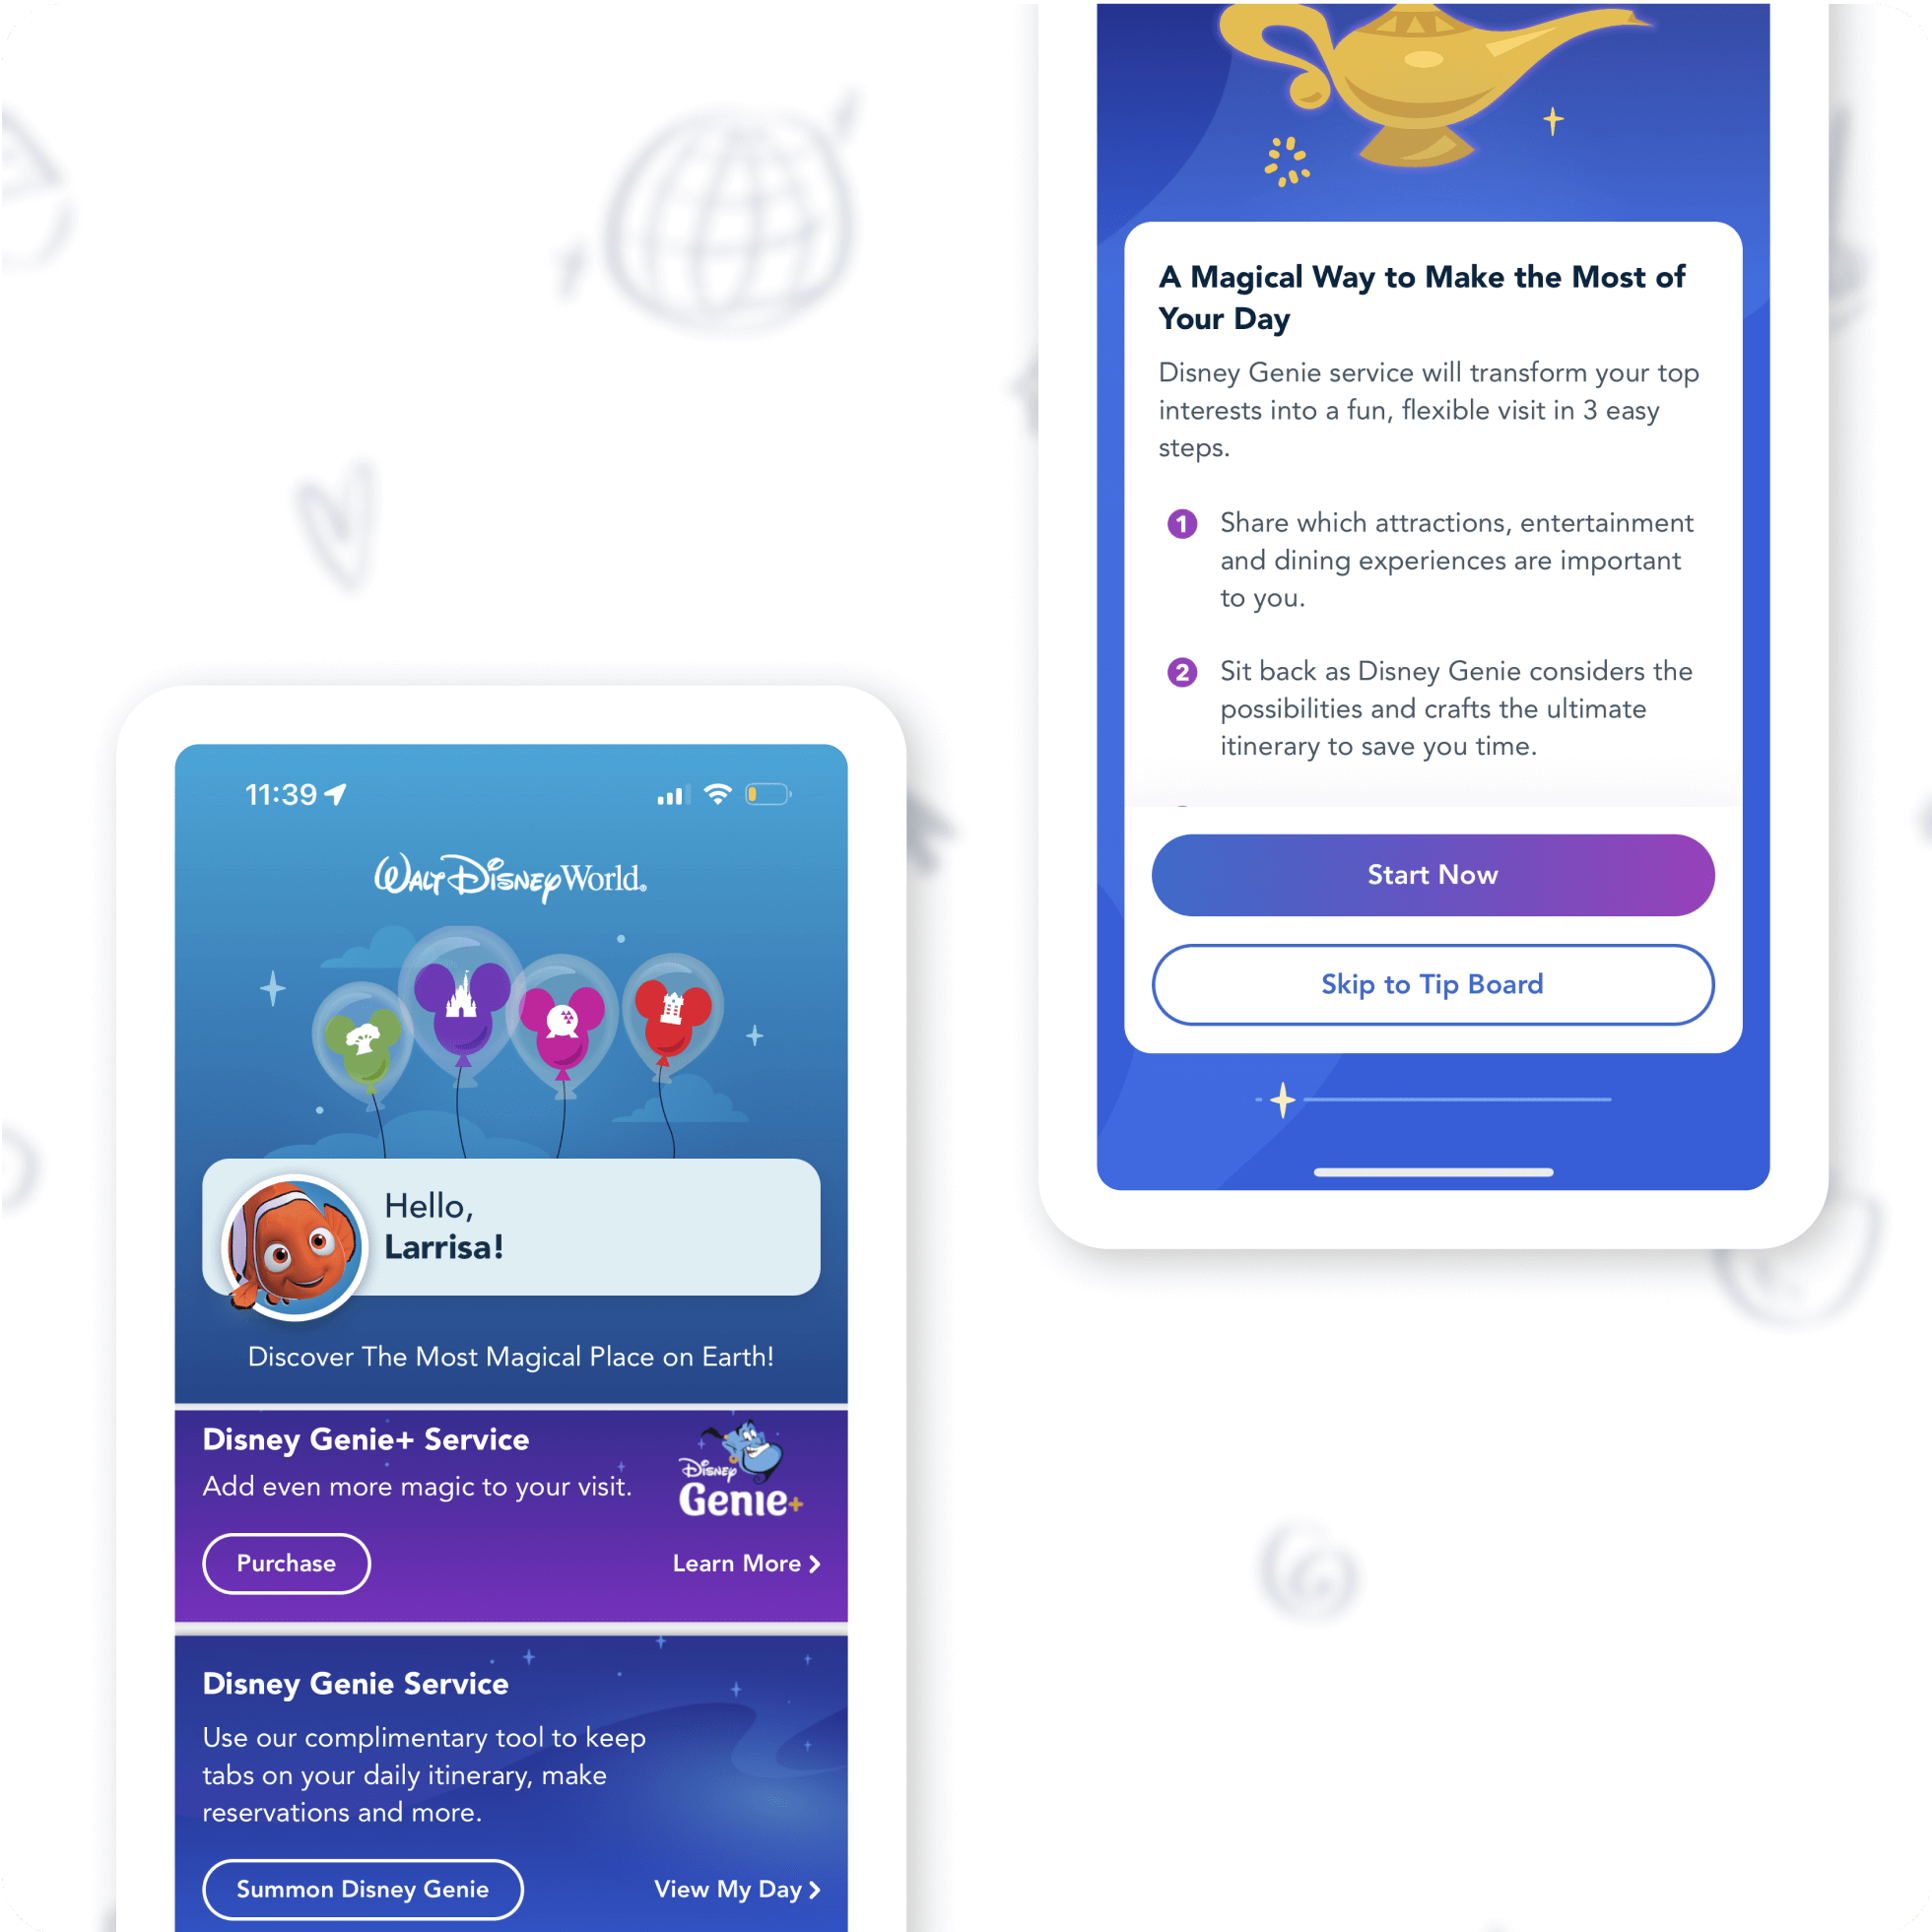 A Magical Way to Make the Most of
Your Day
Disney Genie service will transform your top
interests into a fun, flexible visit in 3 easy
steps.
1 Share which attractions, entertainment
and dining experiences are important
to you.
2 Sit back as Disney Genie considers the
possibilities and crafts the ultimate
itinerary to save you time.
Start Now
Skip to Tip Board
11:39
Walt Disney World®
Hello,
Larrisa!
Discover The Most Magical Place on Earth!
Disney Genie+ Service
Add even more magic to your visit.
Disney
Genie+
Purchase
Learn More
Disney Genie Service
Use our complimentary tool to keep
tabs on your daily itinerary, make
reservations and more.
Summon Disney Genie
View My Day